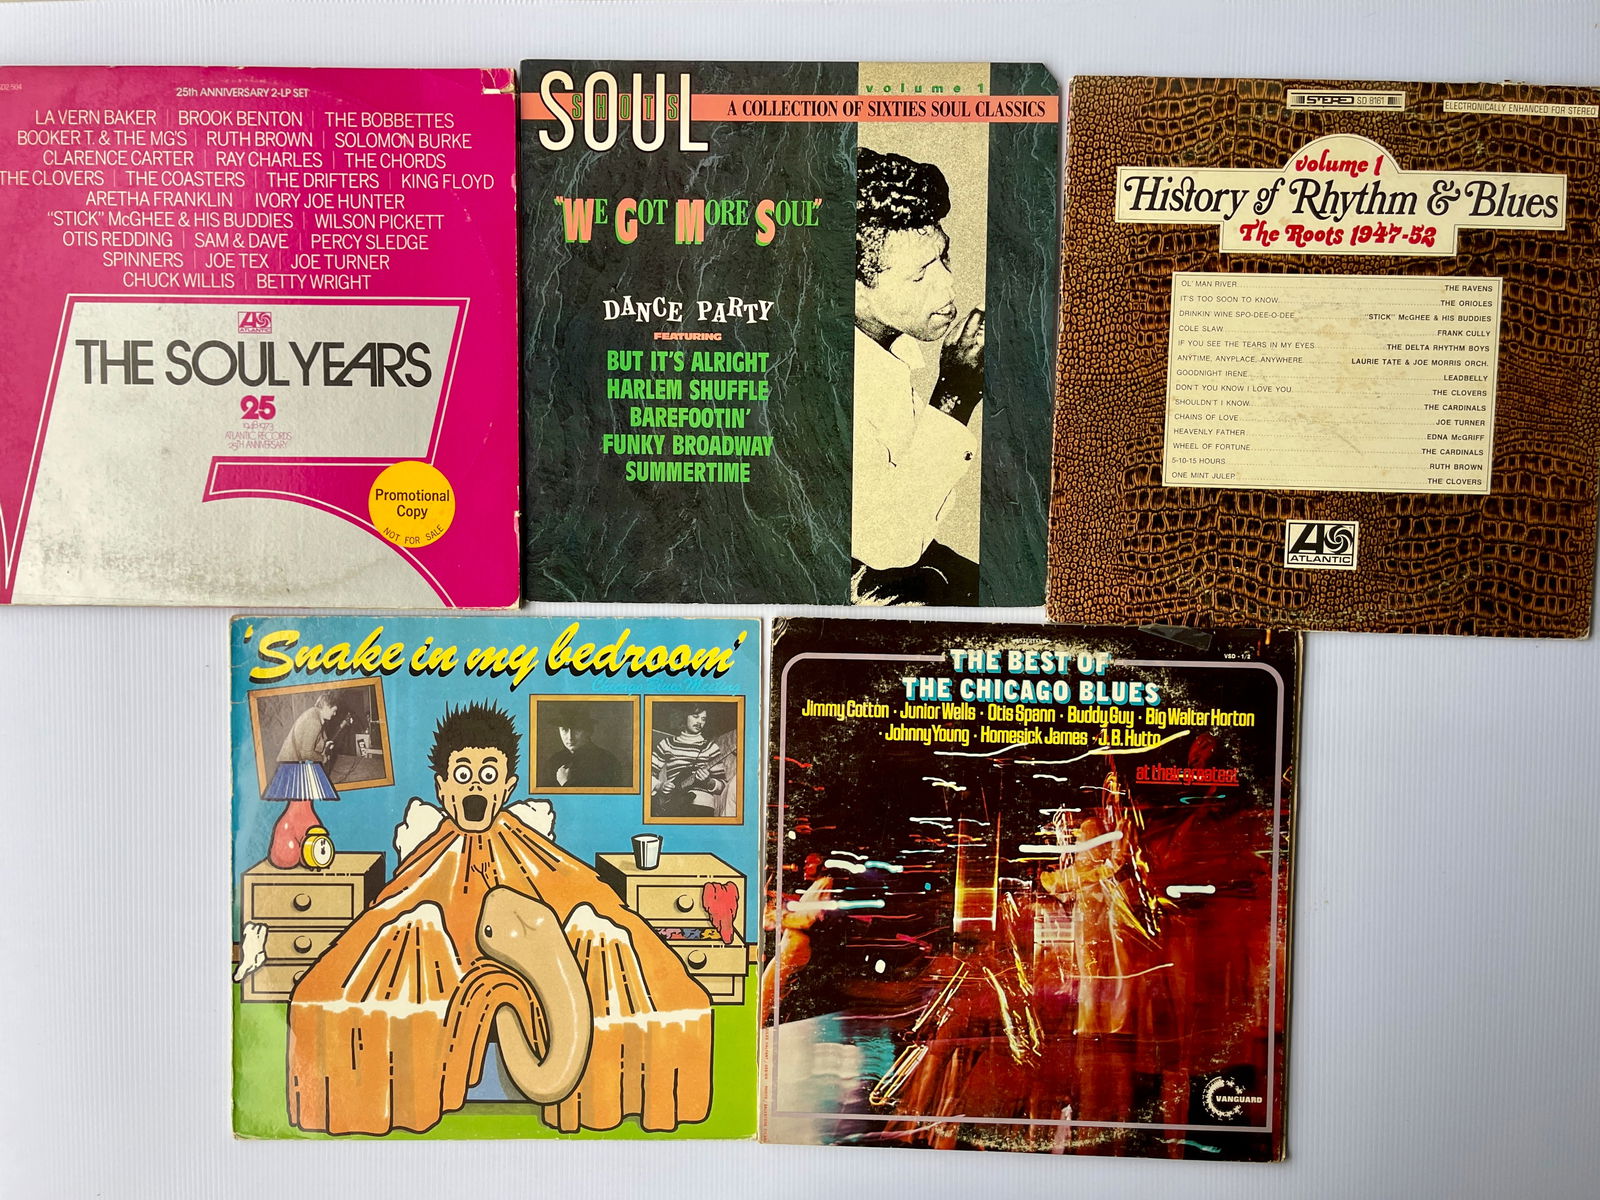 SD2-504
25th ANNIVERSARY 2-LP SET
LA VERN BAKER | BROOK BENTON | THE BOBBETTES
BOOKER T. & THE MG'S | RUTH BROWN | SOLOMON BURKE
CLARENCE CARTER | RAY CHARLES | THE CHORDS
THE CLOVERS | THE COASTERS | THE DRIFTERS | KING FLOYD
ARETHA FRANKLIN | IVORY JOE HUNTER
"STICK" McGHEE & HIS BUDDIES | WILSON PICKETT
OTIS REDDING | SAM & DAVE | PERCY SLEDGE
SPINNERS | JOE TEX | JOE TURNER
CHUCK WILLIS | BETTY WRIGHT
ATLANTIC
THE SOUL YEARS
25
1948-1973
ATLANTIC RECORDS
25TH ANNIVERSARY
Promotional
Copy
NOT FOR SALE
SOUL
SHOTS
volume 1
A COLLECTION OF SIXTIES SOUL CLASSICS
"WE GOT MORE SOUL"
DANCE PARTY
FEATURING
BUT IT'S ALRIGHT
HARLEM SHUFFLE
BAREFOOTIN'
FUNKY BROADWAY
SUMMERTIME
STEREO SD 8161
ELECTRONICALLY ENHANCED FOR STEREO
volume 1
History of Rhythm & Blues
The Roots 1947-52
OL' MAN RIVER THE RAVENS
IT'S TOO SOON TO KNOW THE ORIOLES
DRINKIN' WINE SPO-DEE-O-DEE "STICK" McGHEE & HIS BUDDIES
COLE SLAW FRANK CULLY
IF YOU SEE THE TEARS IN MY EYES THE DELTA RHYTHM BOYS
ANYTIME, ANYPLACE, ANYWHERE LAURIE TATE & JOE MORRIS ORCH.
GOODNIGHT IRENE LEADBELLY
DON'T YOU KNOW I LOVE YOU THE CLOVERS
SHOULDN'T I KNOW THE CARDINALS
CHAINS OF LOVE JOE TURNER
HEAVENLY FATHER EDNA McGRIFF
WHEEL OF FORTUNE THE CARDINALS
5-10-15 HOURS RUTH BROWN
ONE MINT JULEP THE CLOVERS
ATLANTIC
'Snake in my bedroom'
Chicago Blues Meeting
VSD - 1/2
THE BEST OF
THE CHICAGO BLUES
Jimmy Cotton · Junior Wells · Otis Spann · Buddy Guy · Big Walter Horton
· Johnny Young · Homesick James · J.B. Hutto
at their greatest
VANGUARD